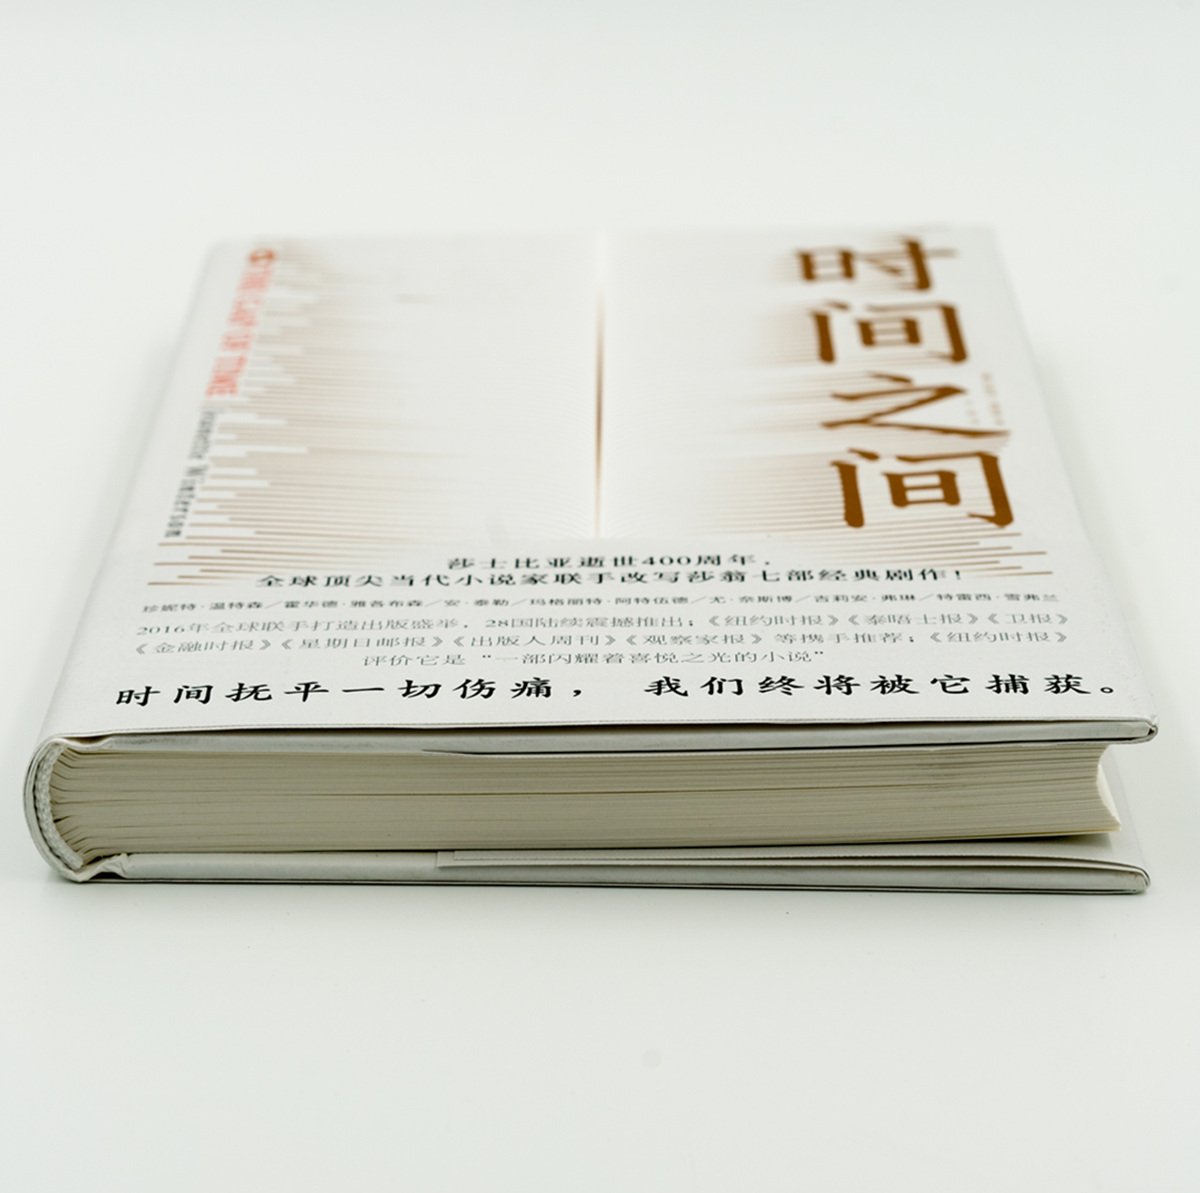 时间之间
THE GAP OF TIME
Jeanette Winterson
莎士比亚逝世400周年，
全球顶尖当代小说家联手改写莎翁七部经典剧作！
珍妮特·温特森／霍华德·雅各布森／安·泰勒／玛格丽特·阿特伍德／尤·奈斯博／吉莉安·弗琳／特雷西·雪弗兰
2016年全球联手打造出版盛举，28国陆续震撼推出；《纽约时报》《泰晤士报》《卫报》
《金融时报》《星期日邮报》《出版人周刊》《观察家报》等携手推荐；《纽约时报》
评价它是“一部闪耀着喜悦之光的小说”
时间抚平一切伤痛， 我们终将被它捕获。